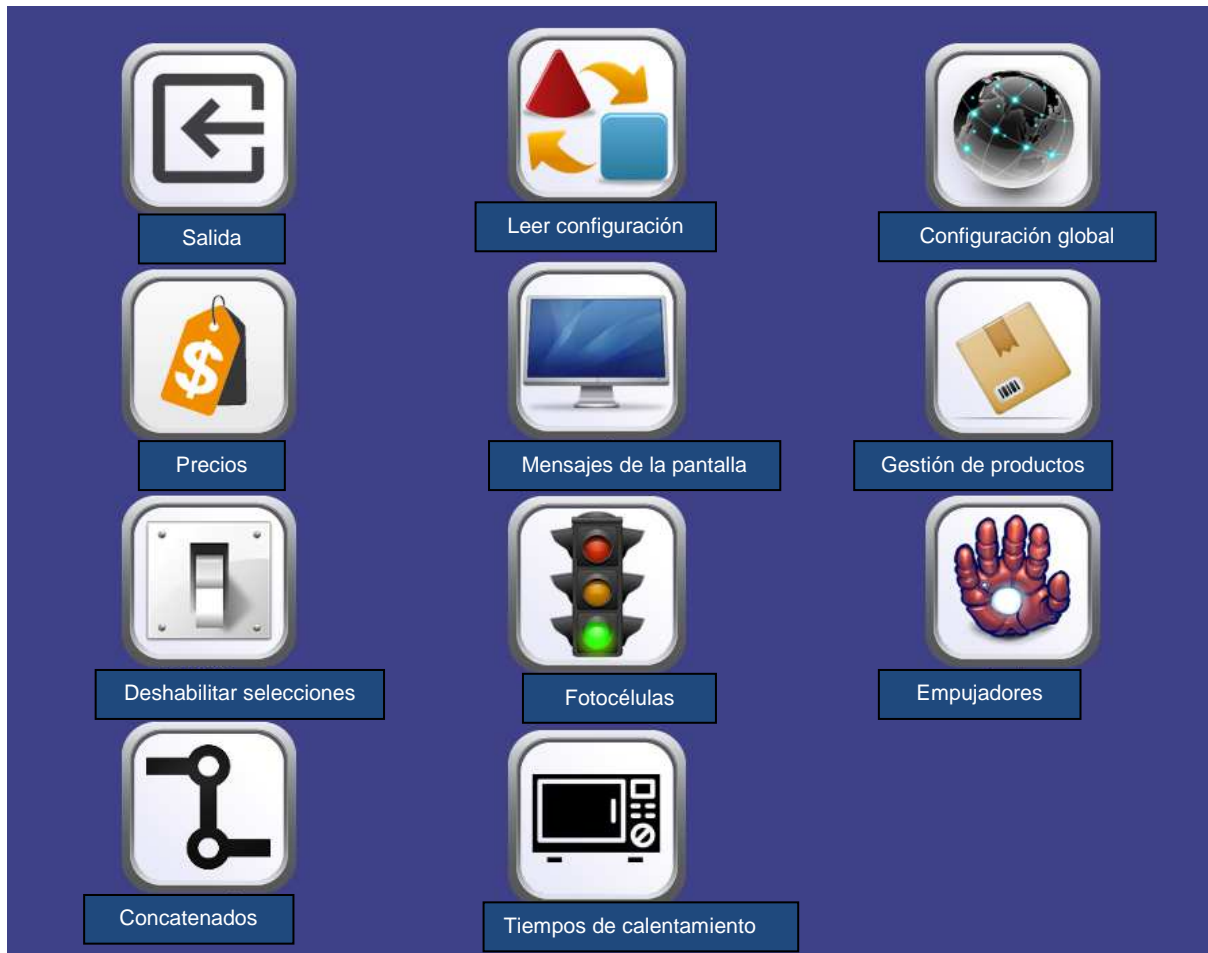 Salida
Leer configuración
Configuración global
$
Precios
Mensajes de la pantalla
Gestión de productos
Deshabilitar selecciones
Fotocélulas
Empujadores
Concatenados
Tiempos de calentamiento